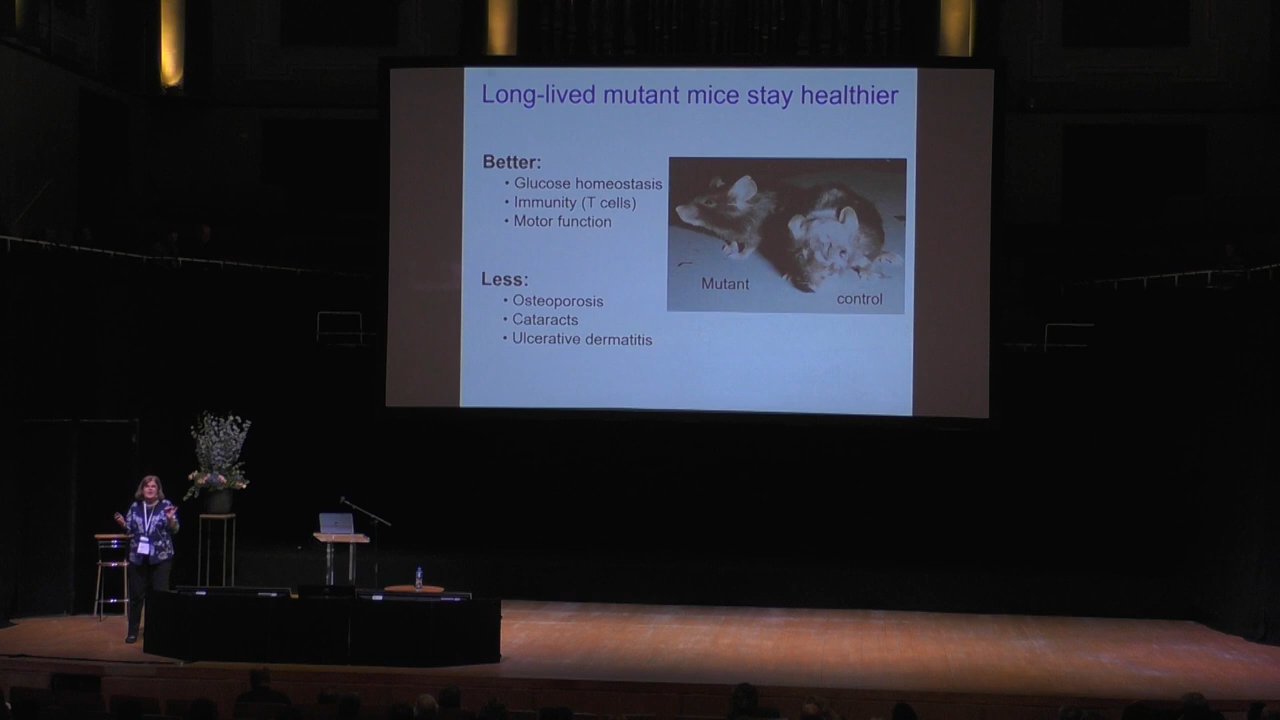 Long-lived mutant mice stay healthier
Better:
• Glucose homeostasis
• Immunity (T cells)
• Motor function
Less:
• Osteoporosis
• Cataracts
• Ulcerative dermatitis
Mutant
control